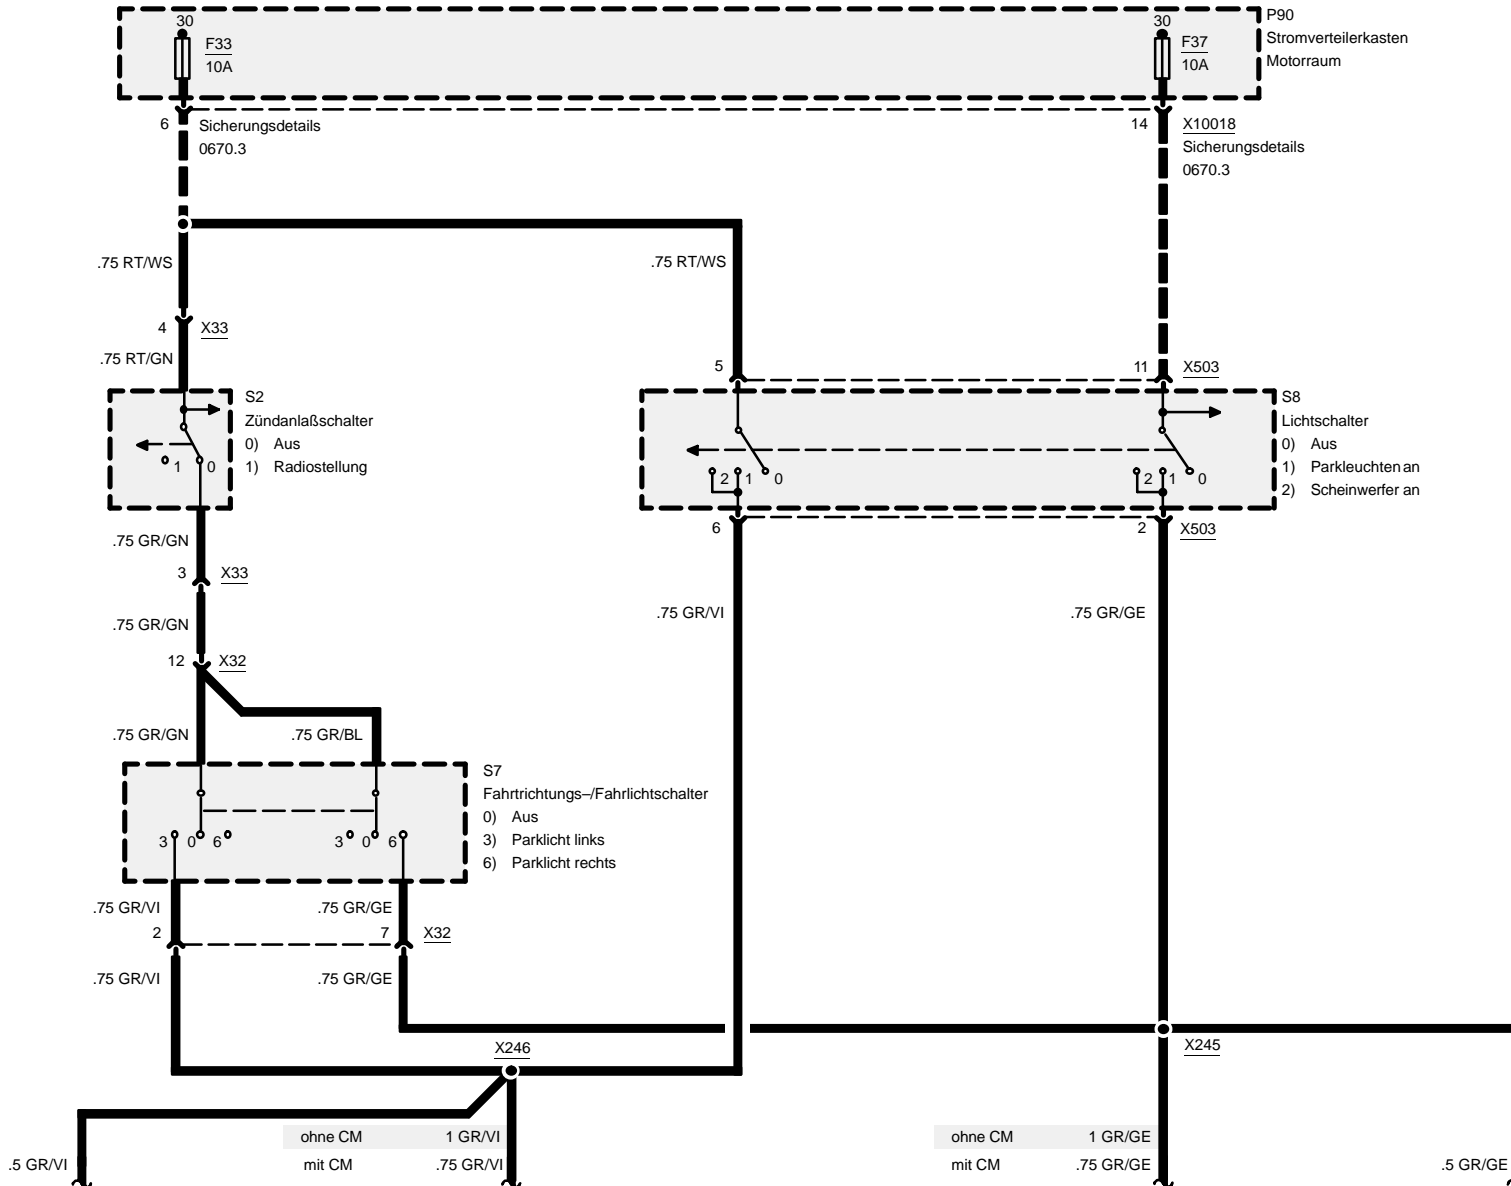 P90
30
30
Stromverteilerkasten
F33
F37
10A
10A
Motorraum
6
Sicherungsdetails
14
X10018
0670.3
Sicherungsdetails
0670.3
.75 RT/WS
.75 RT/WS
4
X33
.75 RT/GN
5
11
X503
S2
Zündanlaßschalter
0) Aus
1) Radiostellung
1
0
S8
Lichtschalter
0) Aus
1) Parkleuchten an
2) Scheinwerfer an
2
1
0
2
1
0
6
2
X503
.75 GR/GN
3
X33
.75 GR/VI
.75 GR/GE
.75 GR/GN
12
X32
.75 GR/GN
.75 GR/BL
S7
Fahrtrichtungs–/Fahrlichtschalter
0) Aus
3) Parklicht links
6) Parklicht rechts
3
0
6
3
0
6
.75 GR/VI
.75 GR/GE
2
7
X32
.75 GR/VI
.75 GR/GE
X246
X245
ohne CM
1 GR/VI
ohne CM
1 GR/GE
.5 GR/VI
mit CM
.75 GR/VI
mit CM
.75 GR/GE
.5 GR/GE